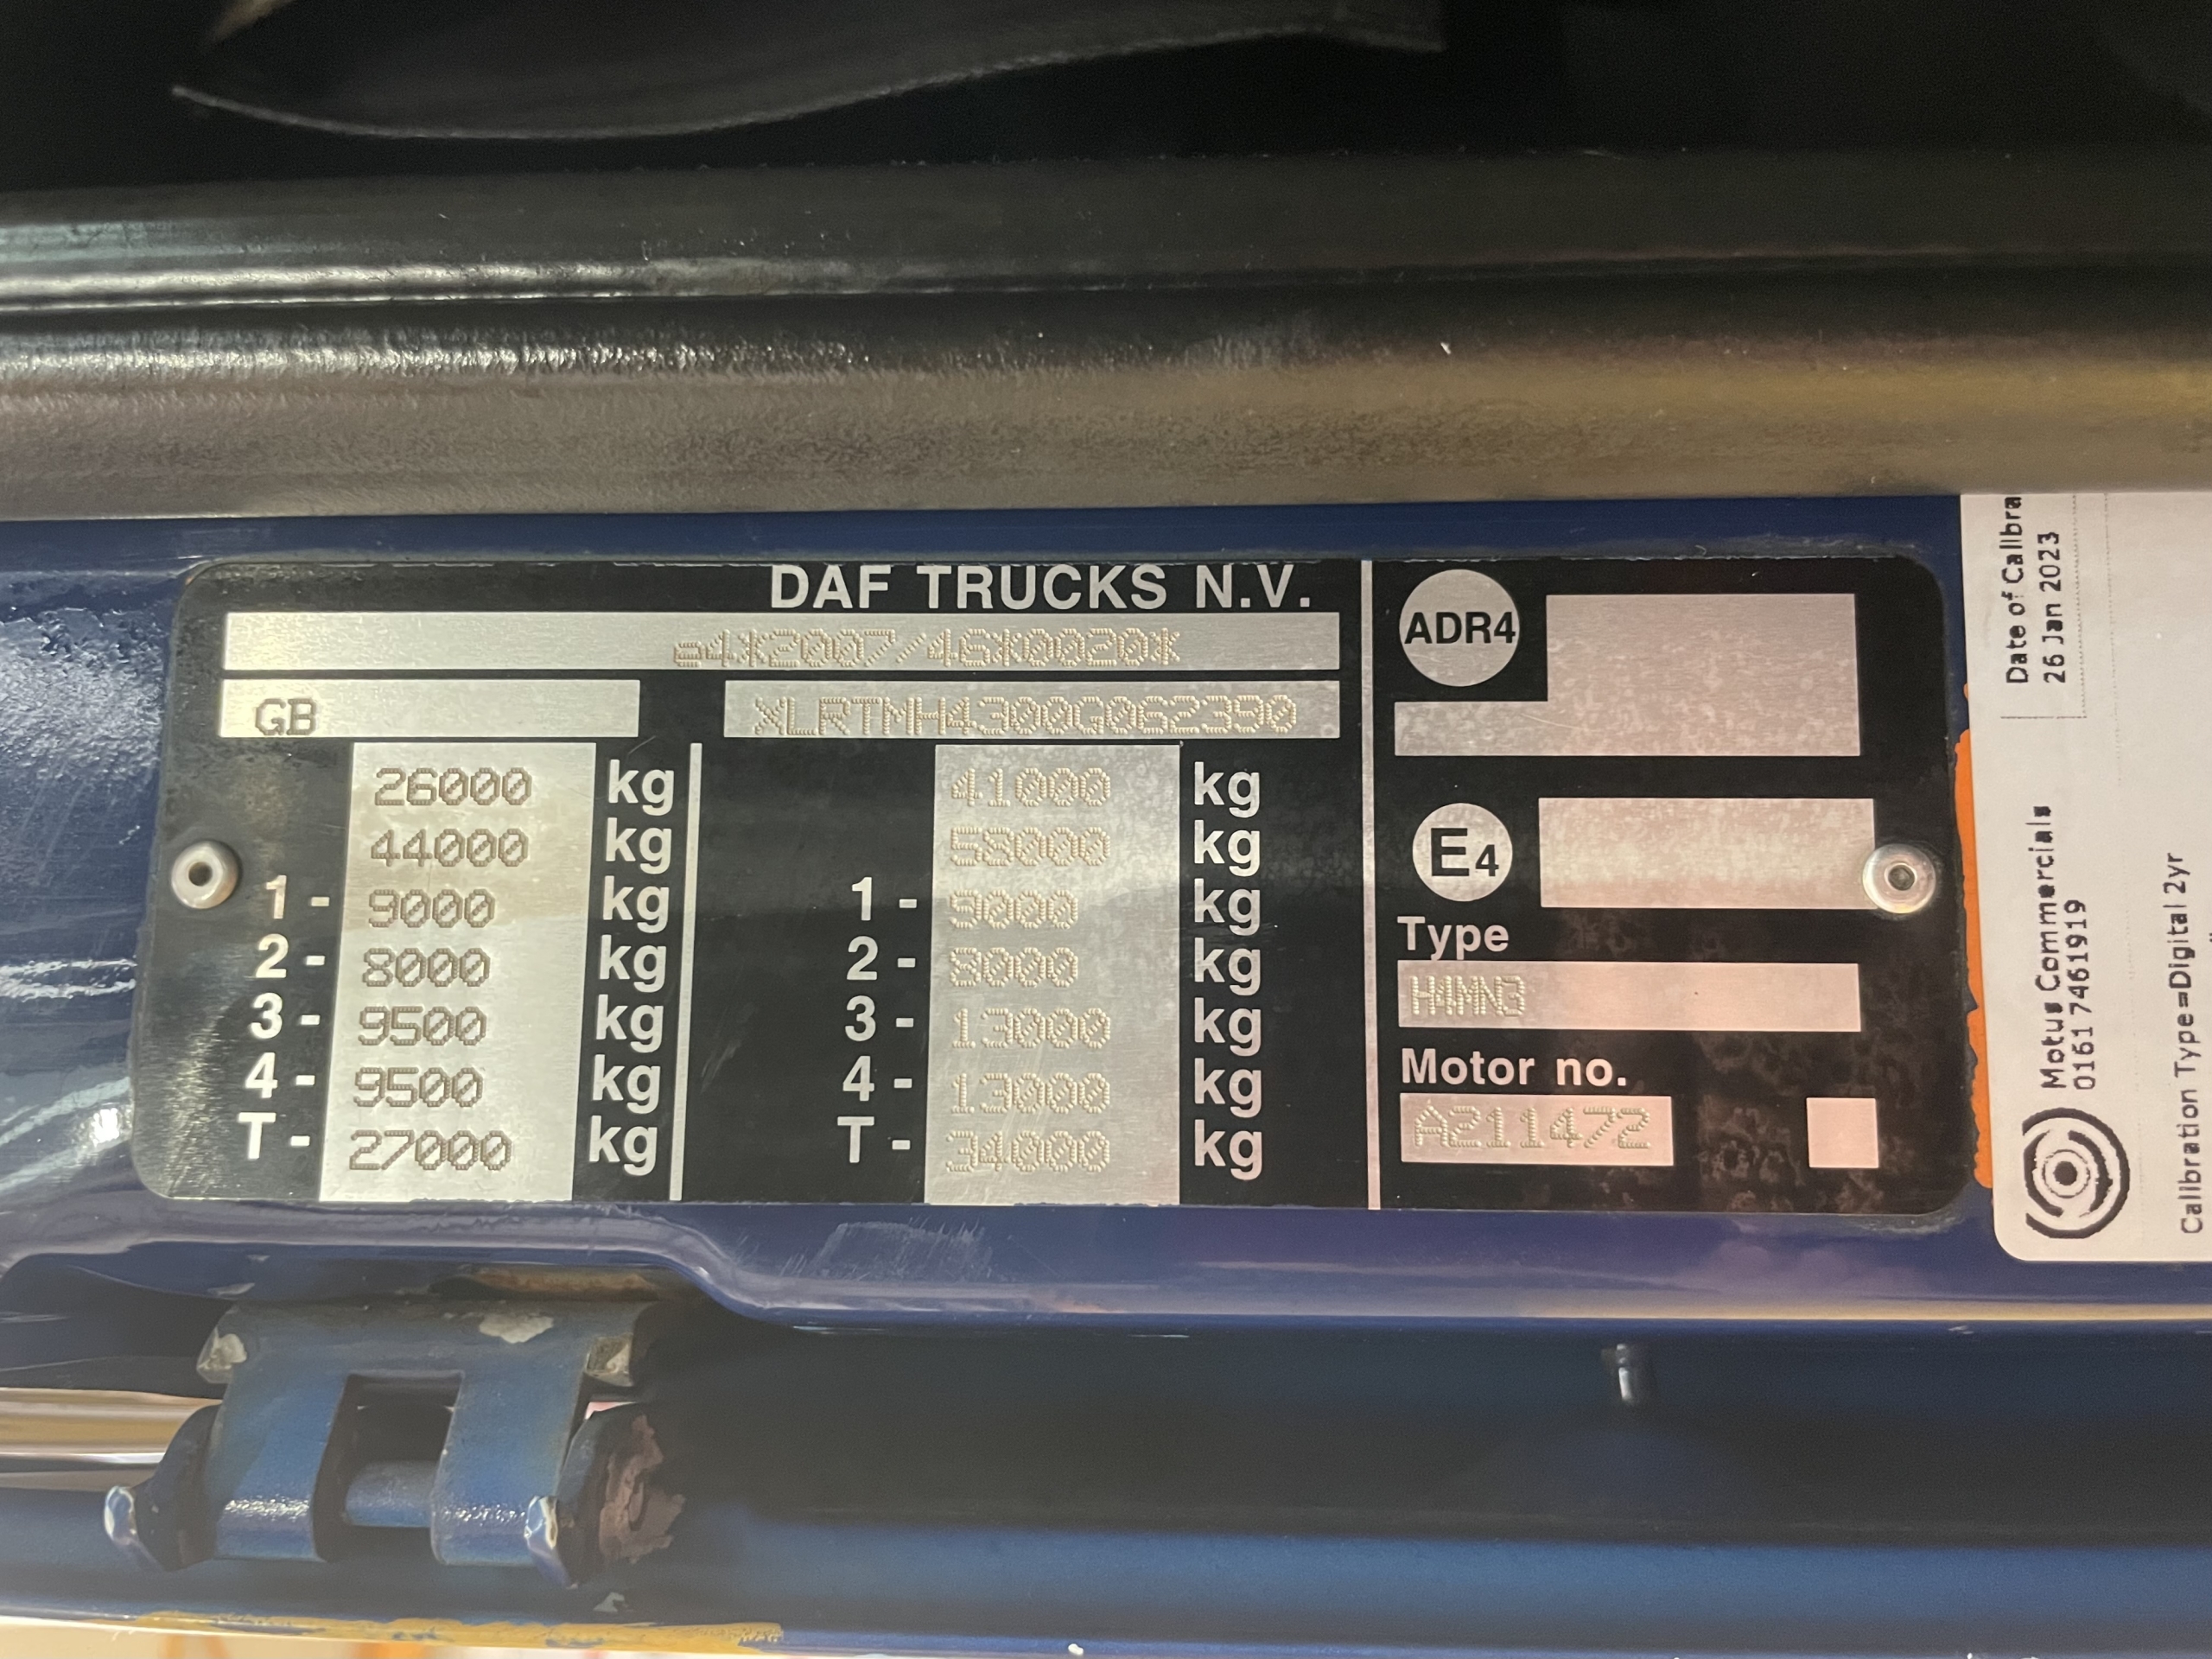 DAF TRUCKS N.V.
e4*2007/46*0020*
GB XLRTMH4300G062390
26000 kg 41000 kg
44000 kg 58000 kg
1 - 9000 kg 1 - 9000 kg
2 - 8000 kg 2 - 8000 kg
3 - 9500 kg 3 - 13000 kg
4 - 9500 kg 4 - 13000 kg
T - 27000 kg T - 34000 kg
ADR4
E4
Type
H4MN3
Motor no.
A211472
Date of Calibra
26 Jan 2023
Motus Commercials
0161 7461919
Calibration Type=Digital 2yr